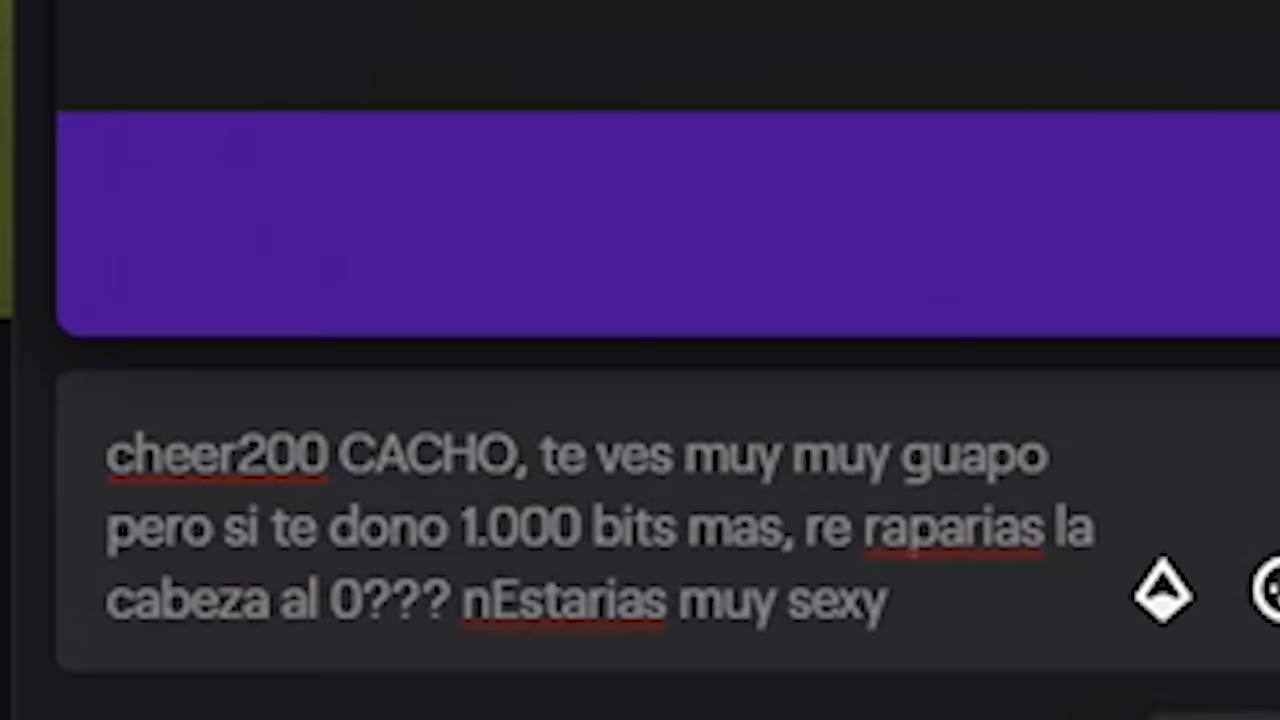 cheer200 CACHO, te ves muy muy guapo
pero si te dono 1.000 bits mas, re raparias la
cabeza al 0??? nEstarias muy sexy